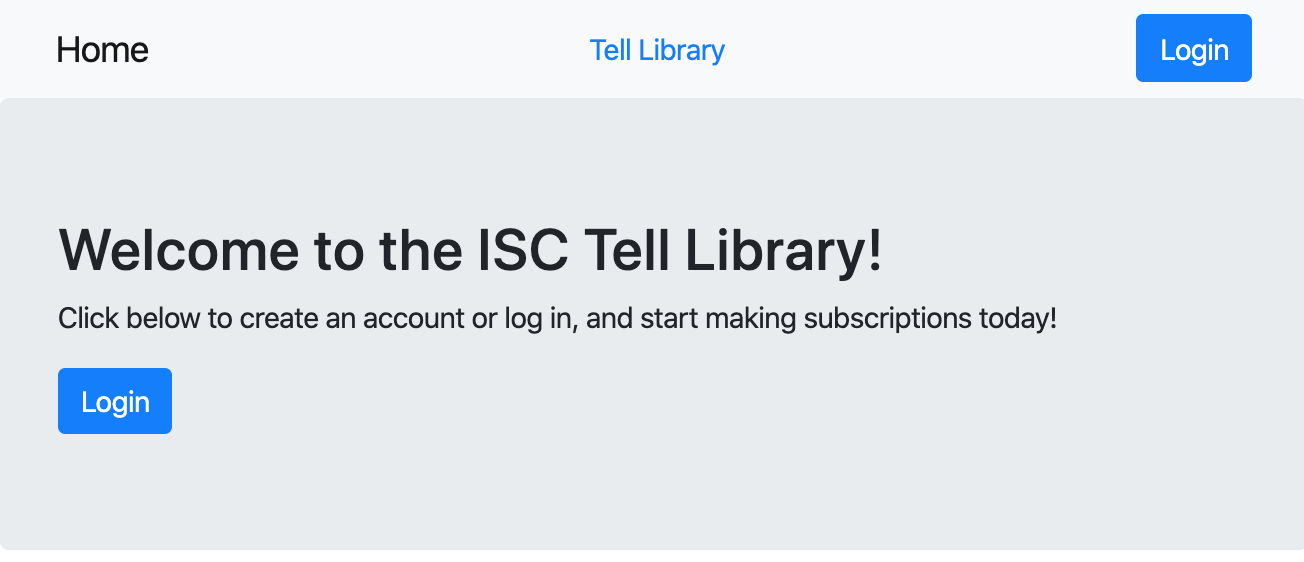 Home
Tell Library
Login
Welcome to the ISC Tell Library!
Click below to create an account or log in, and start making subscriptions today!
Login